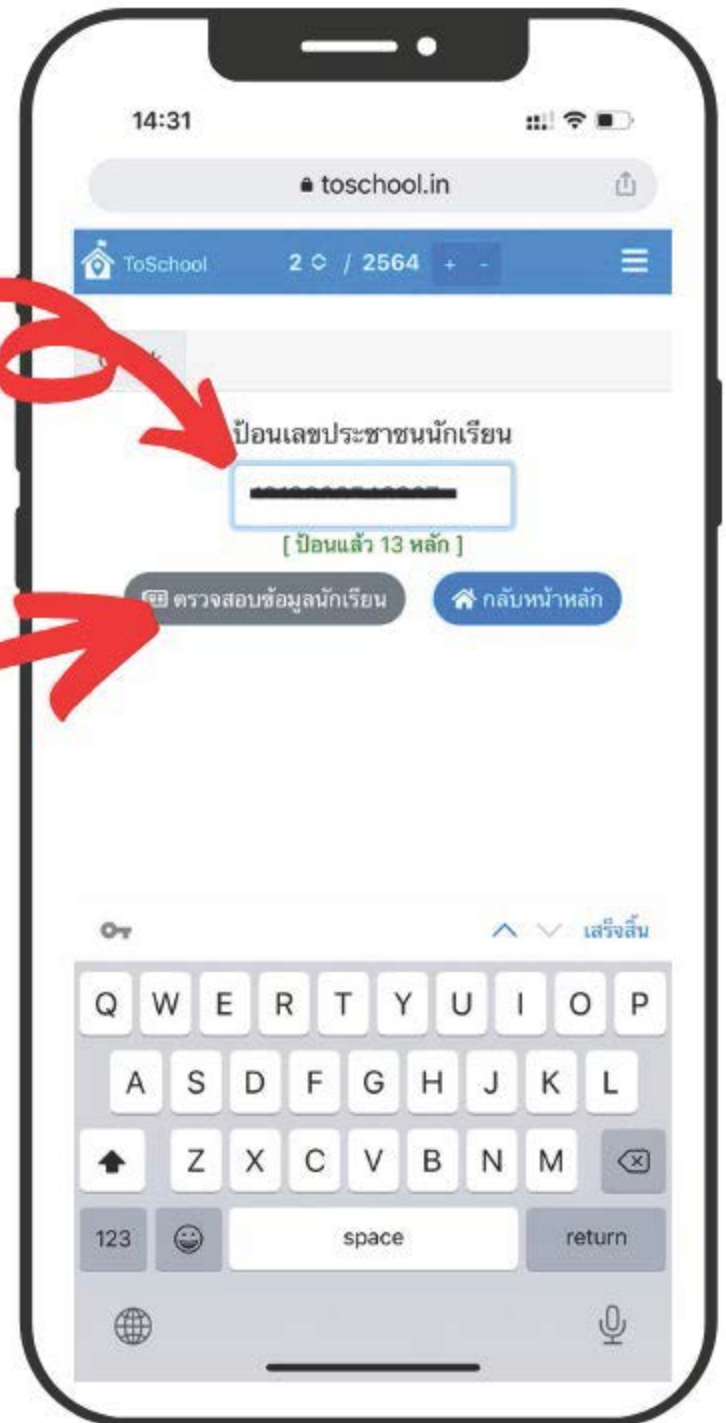 14:31
toschool.in
ToSchool 2 / 2564 + -
ป้อนเลขประชาชนนักเรียน
[ ป้อนแล้ว 13 หลัก ]
ตรวจสอบข้อมูลนักเรียน กลับหน้าหลัก
เสร็จสิ้น
Q W E R T Y U I O P
A S D F G H J K L
Z X C V B N M
123 space return